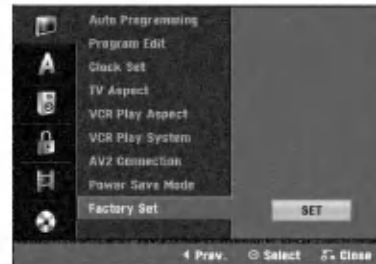 Auto Programming
Program Edit
Clock Set
TV Aspect
VCR Play Aspect
VCR Play System
AV2 Connection
Power Save Mode
Factory Set
SET
A
Prev. Select Close